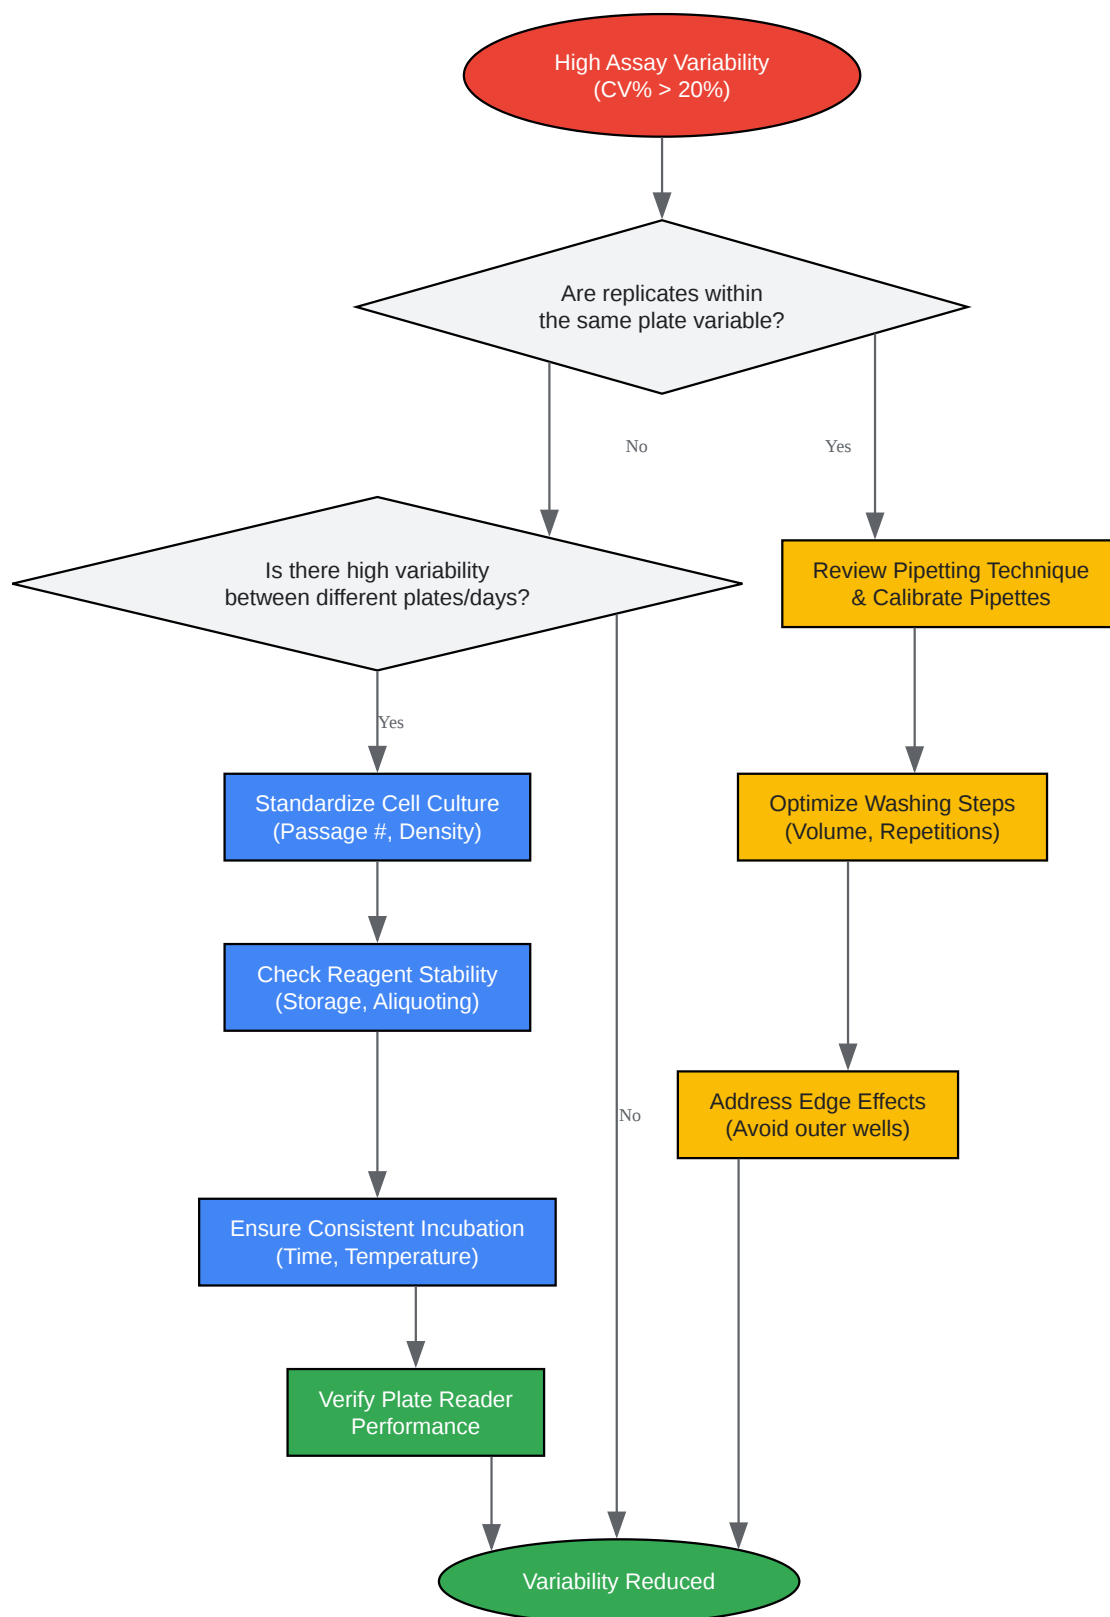 High Assay Variability
(CV% > 20%)
Are replicates within
the same plate variable?
No
Yes
Is there high variability
between different plates/days?
Review Pipetting Technique
& Calibrate Pipettes
Yes
Standardize Cell Culture
(Passage #, Density)
Optimize Washing Steps
(Volume, Repetitions)
Check Reagent Stability
(Storage, Aliquoting)
No
Address Edge Effects
(Avoid outer wells)
Ensure Consistent Incubation
(Time, Temperature)
Verify Plate Reader
Performance
Variability Reduced